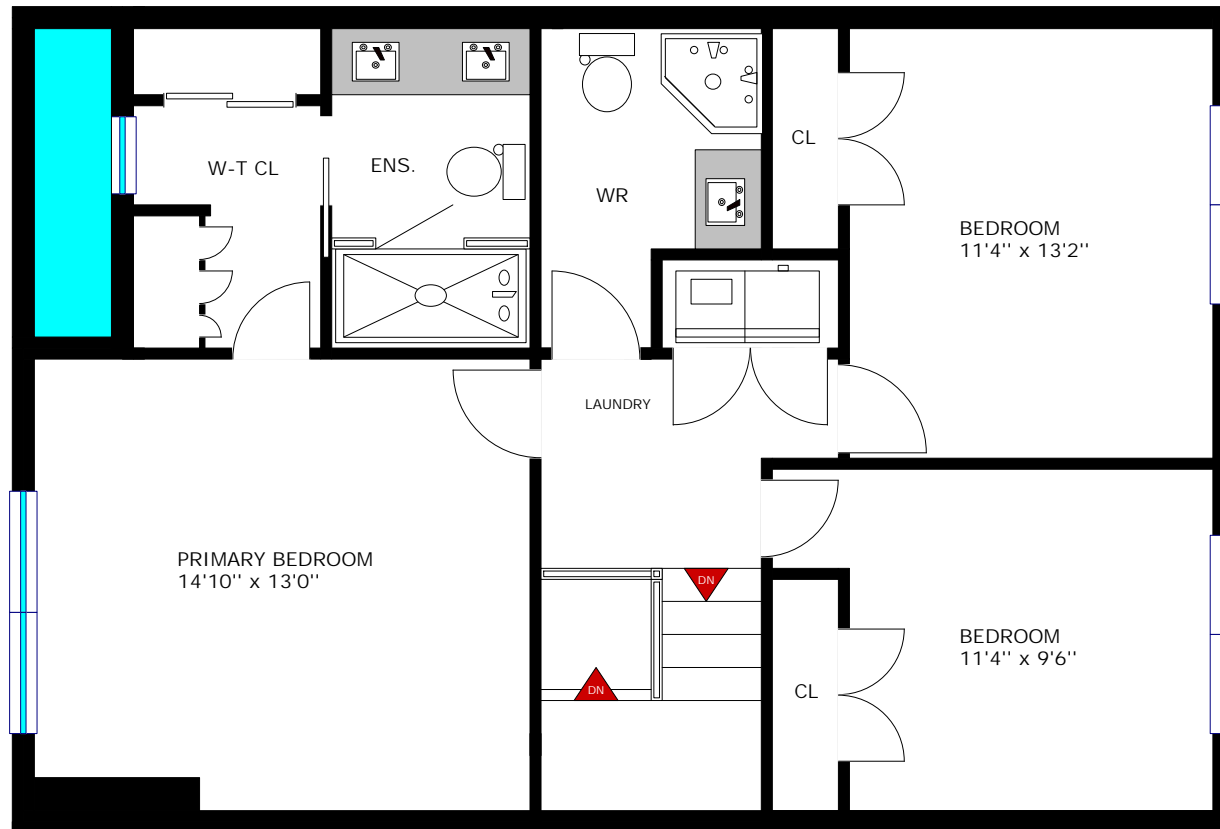 W-T CL
ENS.
WR
CL
BEDROOM
11'4'' x 13'2''
LAUNDRY
PRIMARY BEDROOM
14'10'' x 13'0''
DN
DN
CL
BEDROOM
11'4'' x 9'6''